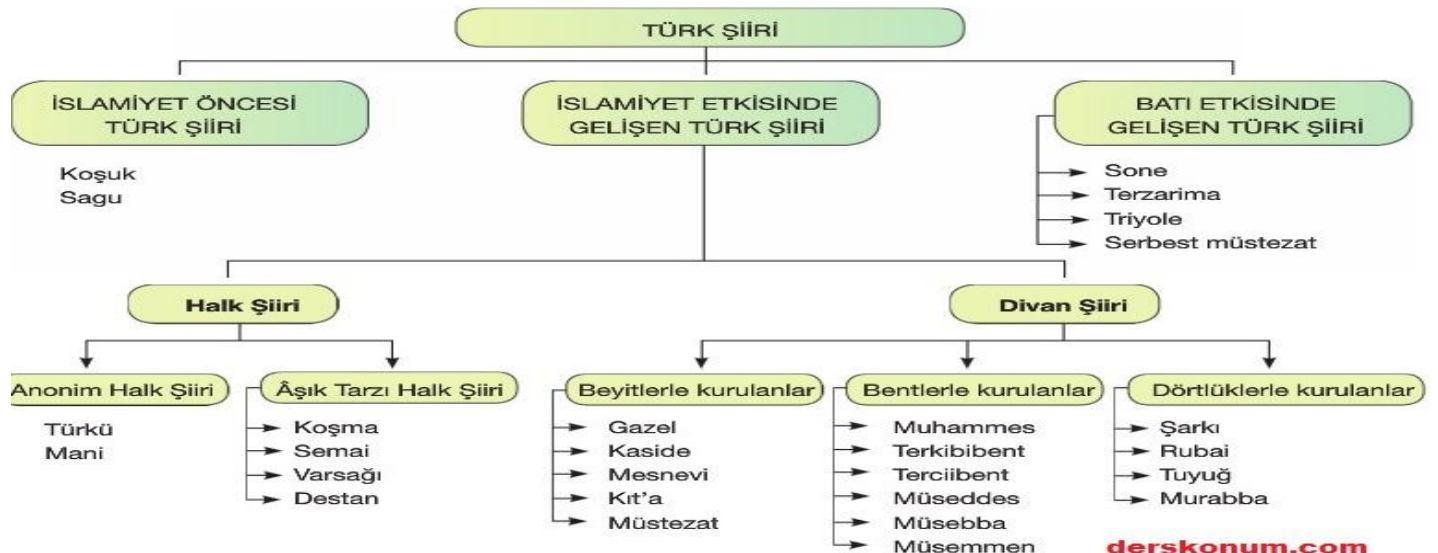 TÜRK ŞİİRİ
İSLAMİYET ÖNCESİ
TÜRK ŞİİRİ
Koşuk
Sagu
İSLAMİYET ETKİSİNDE
GELİŞEN TÜRK ŞİİRİ
BATI ETKİSİNDE
GELİŞEN TÜRK ŞİİRİ
Sone
Terzarima
Triyole
Serbest müstezat
Halk Şiiri
Divan Şiiri
Anonim Halk Şiiri
Türkü
Mani
Âşık Tarzı Halk Şiiri
Koşma
Semai
Varsağı
Destan
Beyitlerle kurulanlar
Gazel
Kaside
Mesnevi
Kıt'a
Müstezat
Bentlerle kurulanlar
Muhammes
Terkibibent
Terciibent
Müseddes
Müsebba
Müsemmen
Dörtlüklerle kurulanlar
Şarkı
Rubai
Tuyuğ
Murabba
derskonum.com